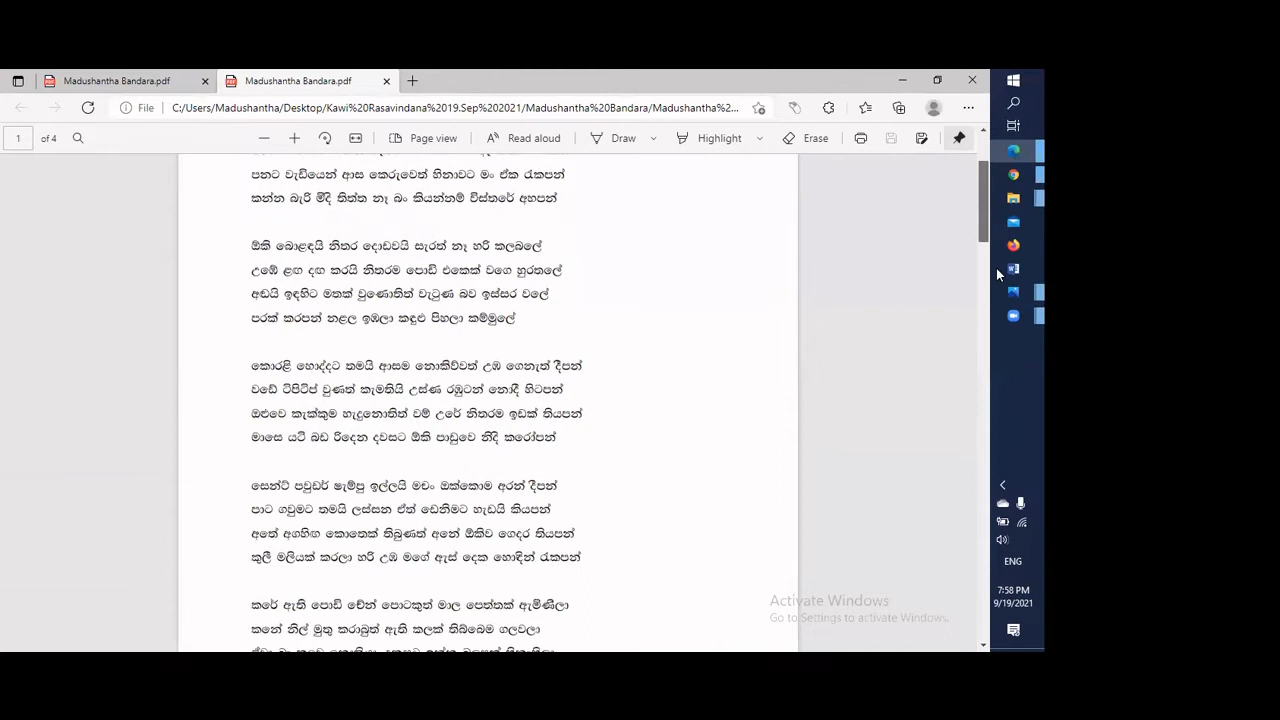 Madushantha Bandara.pdf
Madushantha Bandara.pdf
File
C:/Users/Madushantha/Desktop/Kawi%20Rasavindana%2019.Sep%202021/Madushantha%20Bandara/Madushantha%2...
1 of 4
Page view
Read aloud
Draw
Highlight
Erase
පනට වැඩියෙන් ආස කෙරුවෙත් හිනාවට මං ඒක රැකපන්
කන්න බැරි මිදි තිත්ත නෑ බං කියන්නම් විස්තරේ අහපන්
ඕකි බොළඳයි නිතර දොඩවයි සැරත් නෑ හරි කලබලේ
උඹේ ළඟ දඟ කරයි නිතරම පොඩි එකෙක් වගෙ හුරතලේ
අඬයි ඉඳහිට මතක් වුණොතිත් වැටුණ බව ඉස්සර වලේ
පරක් කරපන් නළල ඉඹලා කඳුළු පිහලා කම්මුලේ
කොරළි හොද්දට තමයි ආසම නොකිව්වත් උඹ ගෙනැත් දීපන්
වඩේ ටිපිටිප් වුණත් කැමතියි උස්ණ රඹුටන් නොදී හිටපන්
ඔළුවෙ කැක්කුම හැදුනොතිත් වම් උරේ නිතරම ඉඩක් තියපන්
මාසෙ යටි බඩ රිදෙන දවසට ඕකි පාඩුවෙ නිදි කරෝපන්
සෙන්ට් පවුඩර් ෂැම්පු ඉල්ලයි මචං ඔක්කොම අරන් දීපන්
පාට ගවුමට තමයි ලස්සන ඒත් ඩෙනිමට හැඩයි කියපන්
අතේ අගහිඟ කොතෙක් තිබුණත් අනේ ඕකිව ගෙදර තියපන්
කුලී මලියක් කරලා හරි උඹ මගේ ඇස් දෙක හොඳින් රැකපන්
කරේ ඇති පොඩි චේන් පොටකුත් මාල පෙත්තක් ඇමිණීලා
කනේ නිල් මුතු කරාබුත් ඇති කලක් තිබ්බෙම ගලවලා
Activate Windows
Go to Settings to activate Windows.
ENG
7:58 PM
9/19/2021